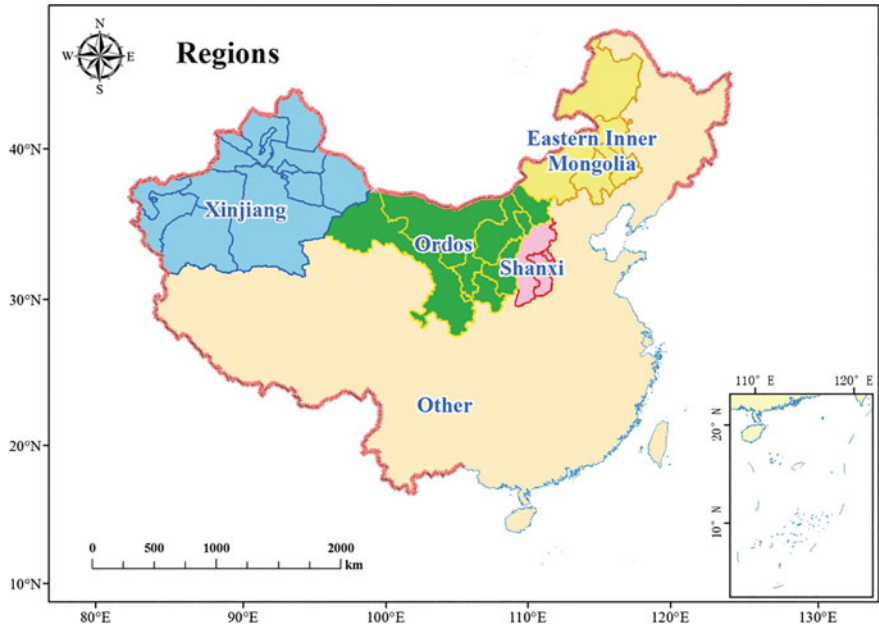 N
W E
S
Regions
40°N
30°N
20°N
10°N
Xinjiang
Eastern Inner
Mongolia
Ordos
Shanxi
Other
0 500 1000 2000
km
110° E 120° E
20° N
10° N
80°E 90°E 100°E 110°E 120°E 130°E